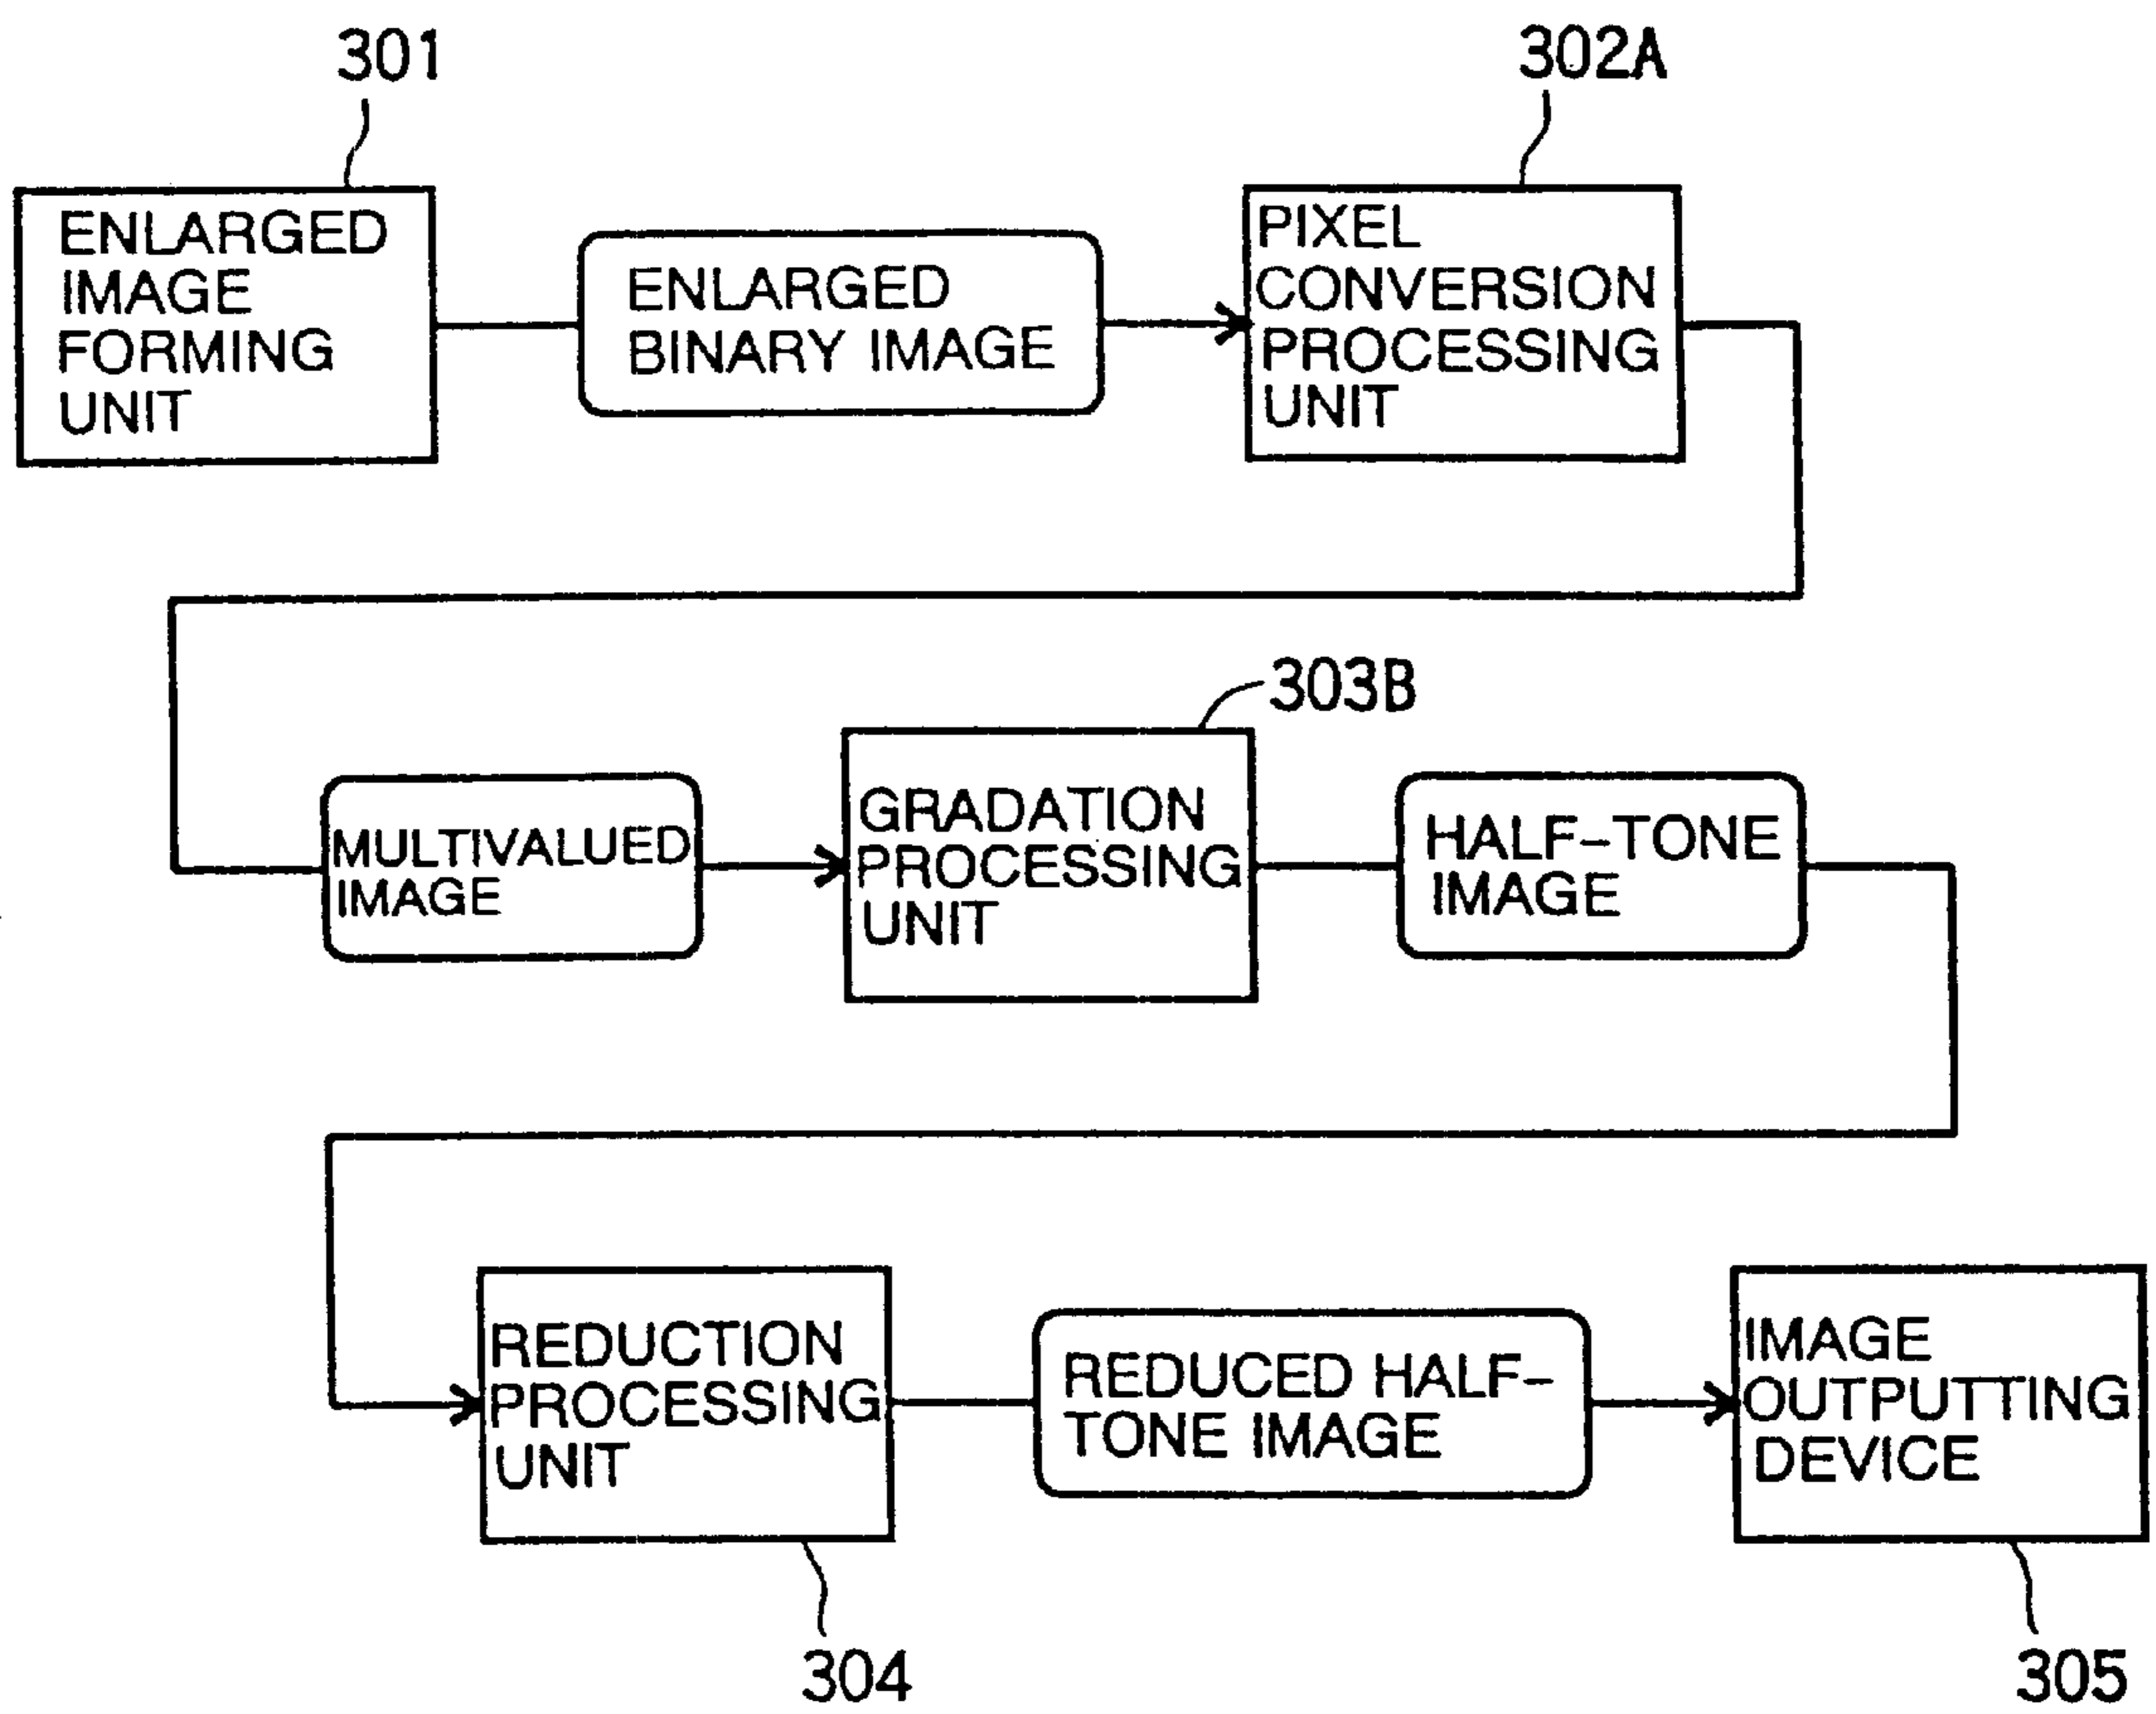 301
302A
ENLARGED
IMAGE
FORMING
UNIT
ENLARGED
BINARY IMAGE
PIXEL
CONVERSION
PROCESSING
UNIT
303B
MULTIVALUED
IMAGE
GRADATION
PROCESSING
UNIT
HALF-TONE
IMAGE
REDUCTION
PROCESSING
UNIT
REDUCED HALF-
TONE IMAGE
IMAGE
OUTPUTTING
DEVICE
304
305